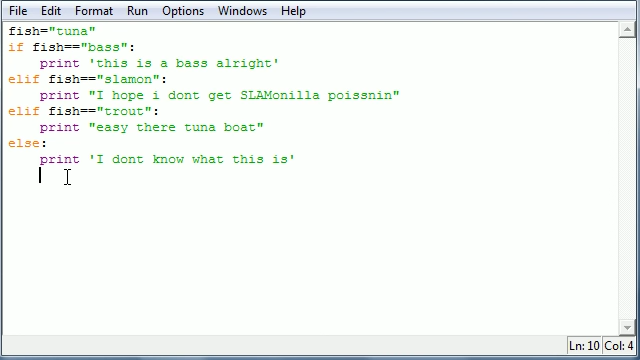 File Edit Format Run Options Windows Help
fish="tuna"
if fish=="bass":
print 'this is a bass alright'
elif fish=="slamon":
print "I hope i dont get SLAMonilla poissnin"
elif fish=="trout":
print "easy there tuna boat"
else:
print 'I dont know what this is'
Ln: 10 Col: 4